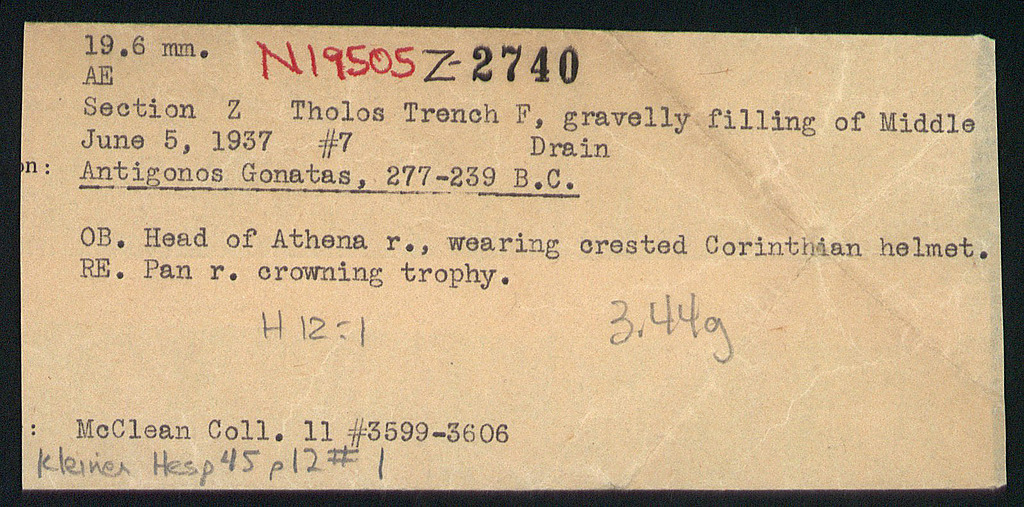 19.6 mm. N19505 Z-2740
AE
Section Z Tholos Trench F, gravelly filling of Middle
June 5, 1937 #7 Drain
on: Antigonos Gonatas, 277-239 B.C.
OB. Head of Athena r., wearing crested Corinthian helmet.
RE. Pan r. crowning trophy.
H 12:1 3.44g
: McClean Coll. 11 #3599-3606
Kleiner Hesp 45 p12 # 1